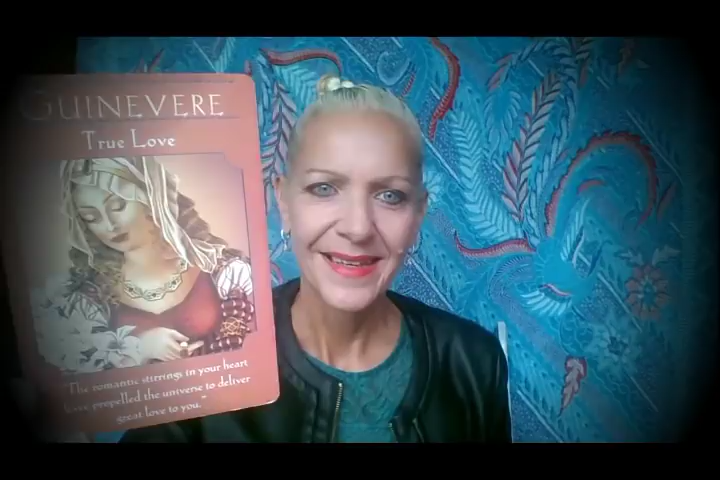 GUINEVERE
True Love
"The romantic stirrings in your heart
have propelled the universe to deliver
great love to you."